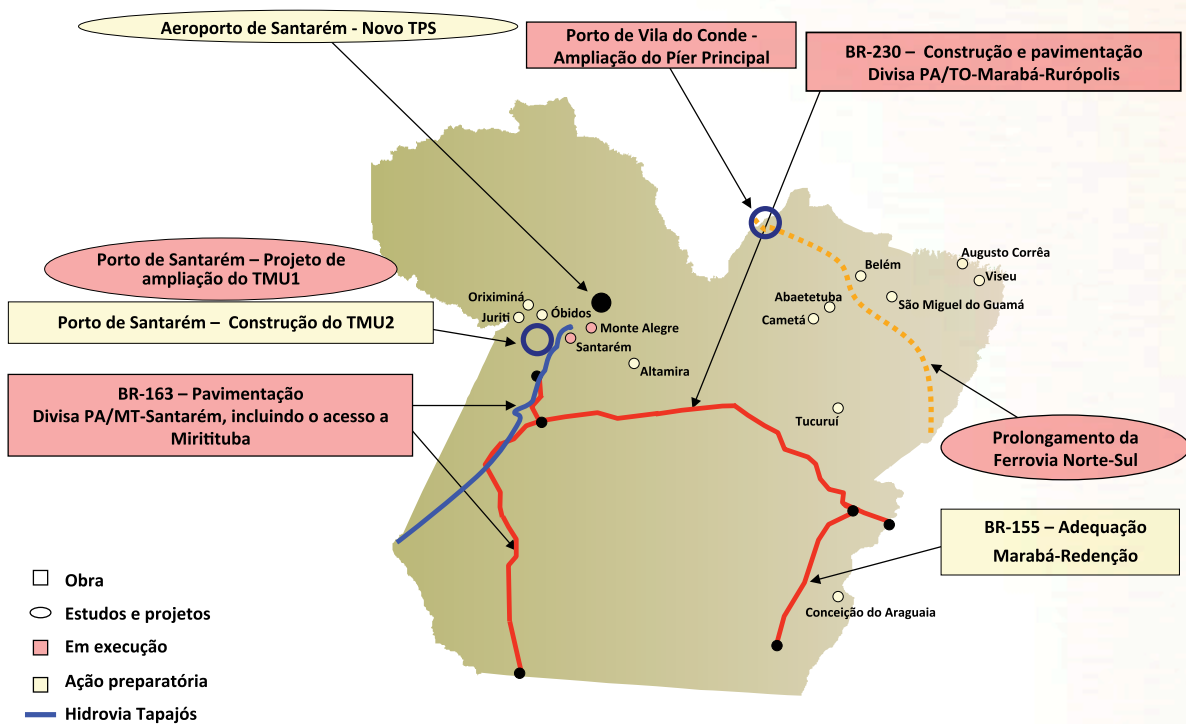 Aeroporto de Santarém - Novo TPS
Porto de Vila do Conde -
Ampliação do Píer Principal
BR-230 – Construção e pavimentação
Divisa PA/TO-Marabá-Rurópolis
Porto de Santarém – Projeto de
ampliação do TMU1
Porto de Santarém – Construção do TMU2
BR-163 – Pavimentação
Divisa PA/MT-Santarém, incluindo o acesso a
Miritituba
Oriximiná
Juriti
Óbidos
Monte Alegre
Santarém
Altamira
Belém
Abaetetuba
Cametá
Augusto Corrêa
Viseu
São Miguel do Guamá
Tucuruí
Prolongamento da
Ferrovia Norte-Sul
BR-155 – Adequação
Marabá-Redenção
Conceição do Araguaia
Obra
Estudos e projetos
Em execução
Ação preparatória
Hidrovia Tapajós